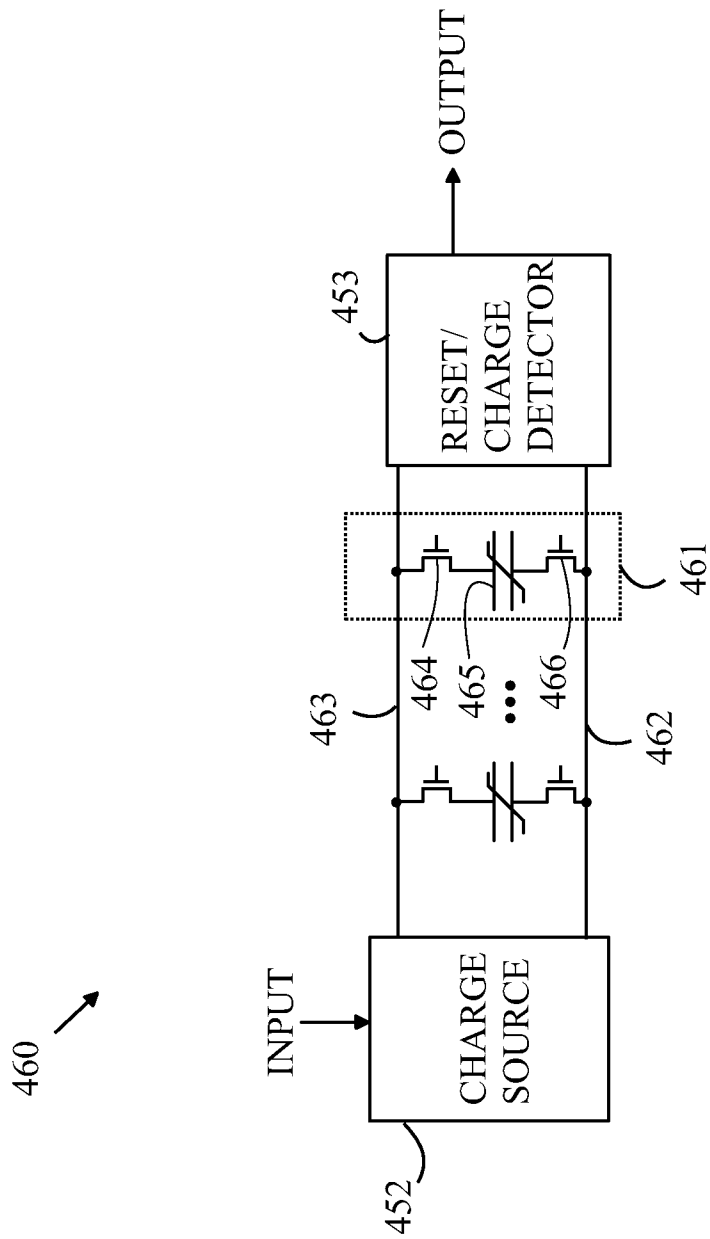 460
INPUT
452
CHARGE
SOURCE
463
464
465
466
462
461
453
RESET/
CHARGE
DETECTOR
OUTPUT